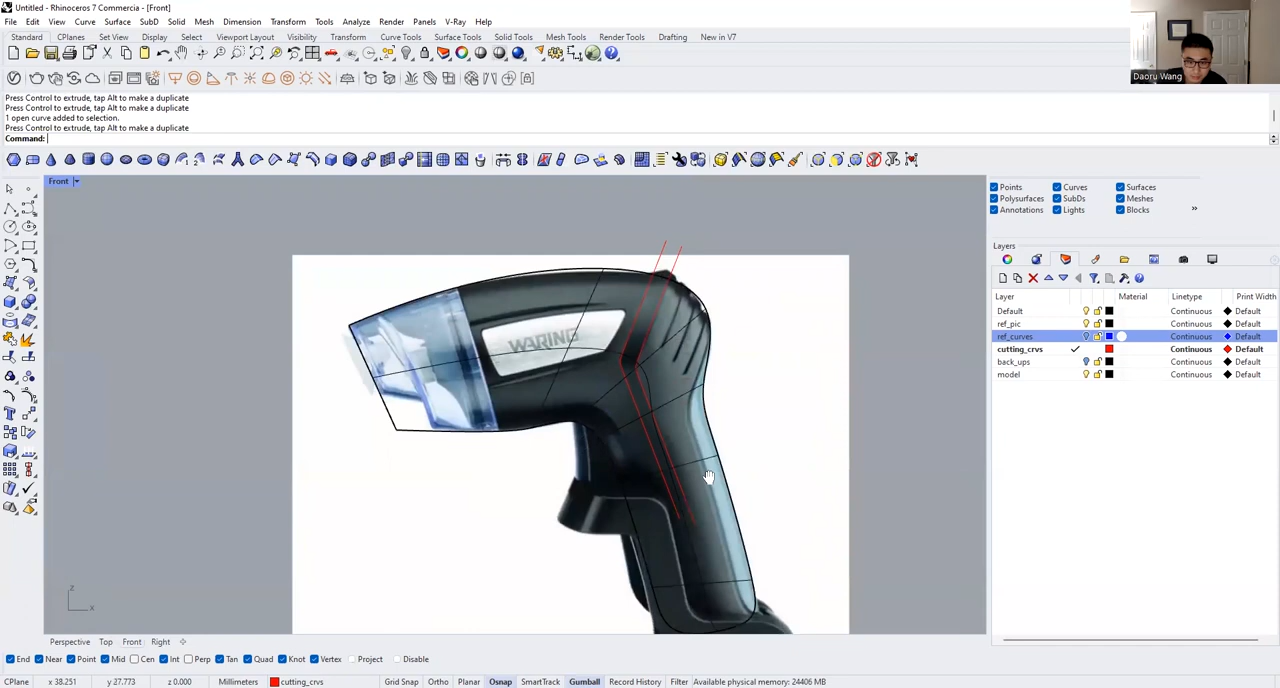 Untitled - Rhinoceros 7 Commercia - [Front]
File Edit View Curve Surface SubD Solid Mesh Dimension Transform Tools Analyze Render Panels V-Ray Help
Standard CPlanes Set View Display Select Viewport Layout Visibility Transform Curve Tools Surface Tools Solid Tools Mesh Tools Render Tools Drafting New in V7
Daoru Wang
Press Control to extrude, tap Alt to make a duplicate
Press Control to extrude, tap Alt to make a duplicate
1 open curve added to selection.
Press Control to extrude, tap Alt to make a duplicate
Command:
Front
Points Curves Surfaces
Polysurfaces SubDs Meshes
Annotations Lights Blocks
»
Layers
Layer Material Linetype Print Width
Default Continuous Default
ref_pic Continuous Default
ref_curves Continuous Default
cutting_crvs Continuous Default
back_ups Continuous Default
model Continuous Default
WARING
z
x
Perspective Top Front Right
End Near Point Mid Cen Int Perp Tan Quad Knot Vertex Project Disable
CPlane x 38.251 y 27.773 z 0.000 Millimeters cutting_crvs Grid Snap Ortho Planar Osnap SmartTrack Gumball Record History Filter Available physical memory: 24406 MB